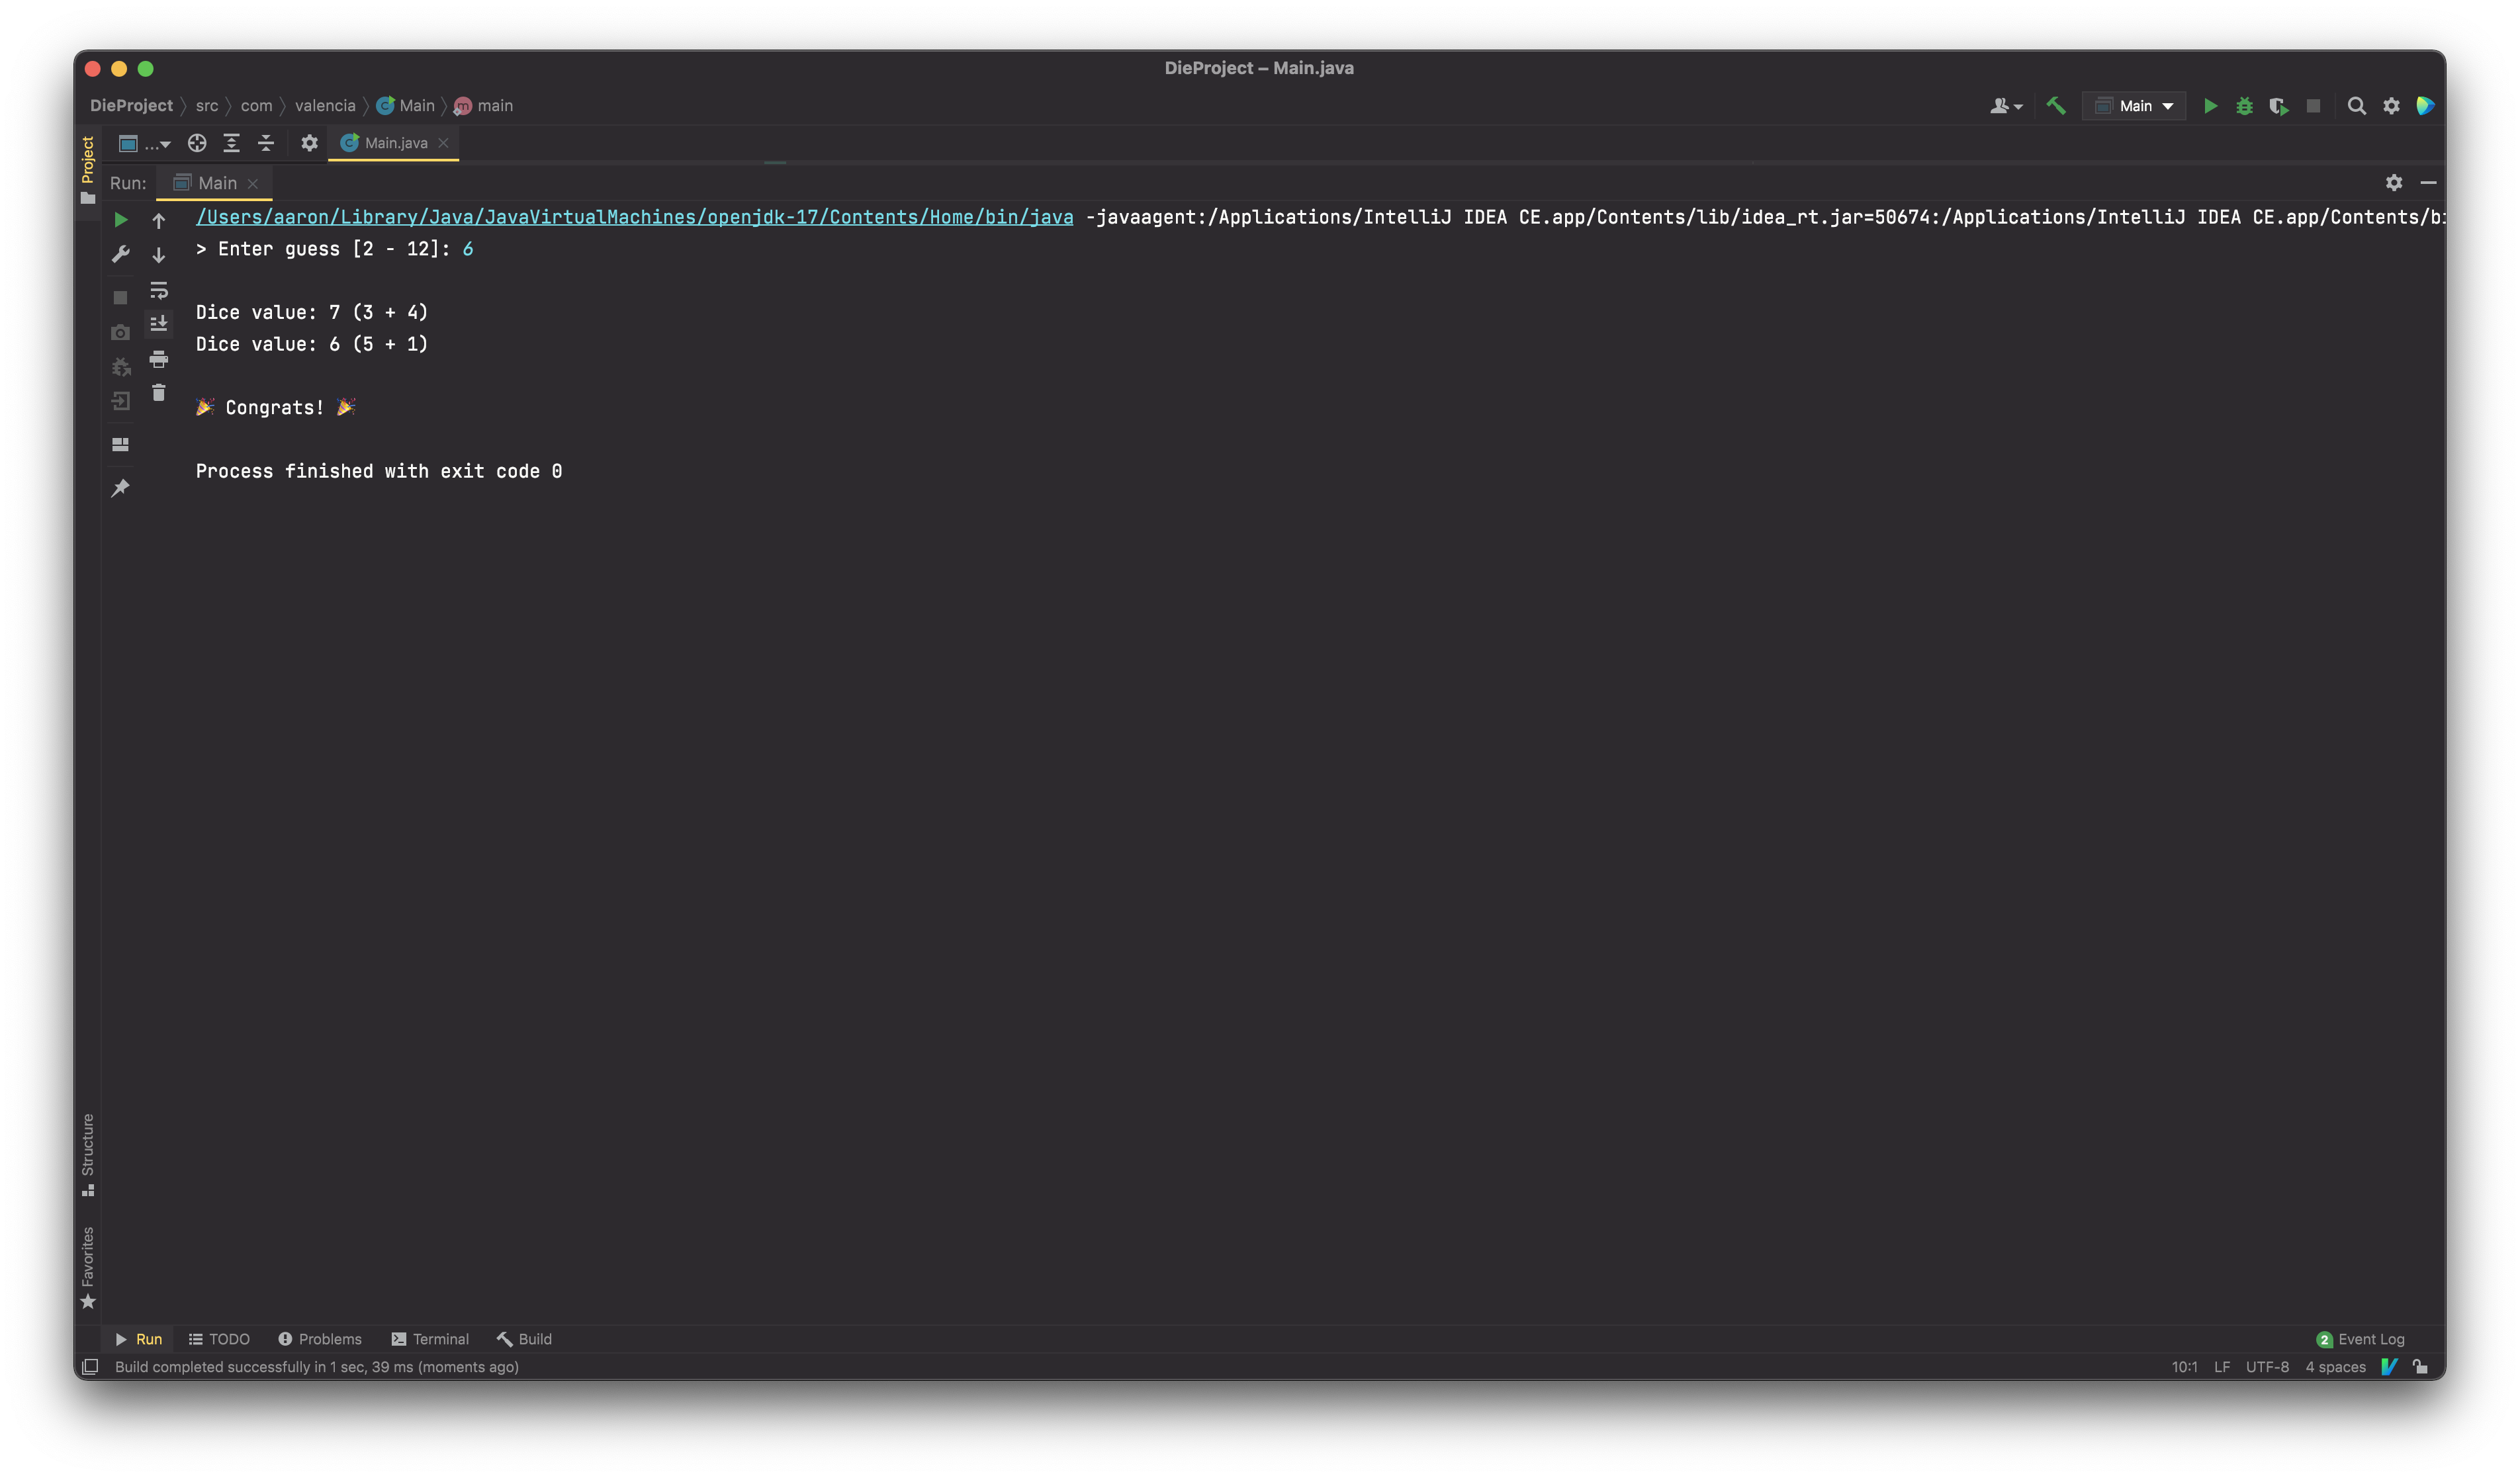 DieProject – Main.java
DieProject src com valencia Main main
Main
Project
... Main.java
Run: Main
/Users/aaron/Library/Java/JavaVirtualMachines/openjdk-17/Contents/Home/bin/java -javaagent:/Applications/IntelliJ IDEA CE.app/Contents/lib/idea_rt.jar=50674:/Applications/IntelliJ IDEA CE.app/Contents/bi
> Enter guess [2 - 12]: 6
Dice value: 7 (3 + 4)
Dice value: 6 (5 + 1)
🎉 Congrats! 🎉
Process finished with exit code 0
Structure
Favorites
Run TODO Problems Terminal Build 2 Event Log
Build completed successfully in 1 sec, 39 ms (moments ago) 10:1 LF UTF-8 4 spaces